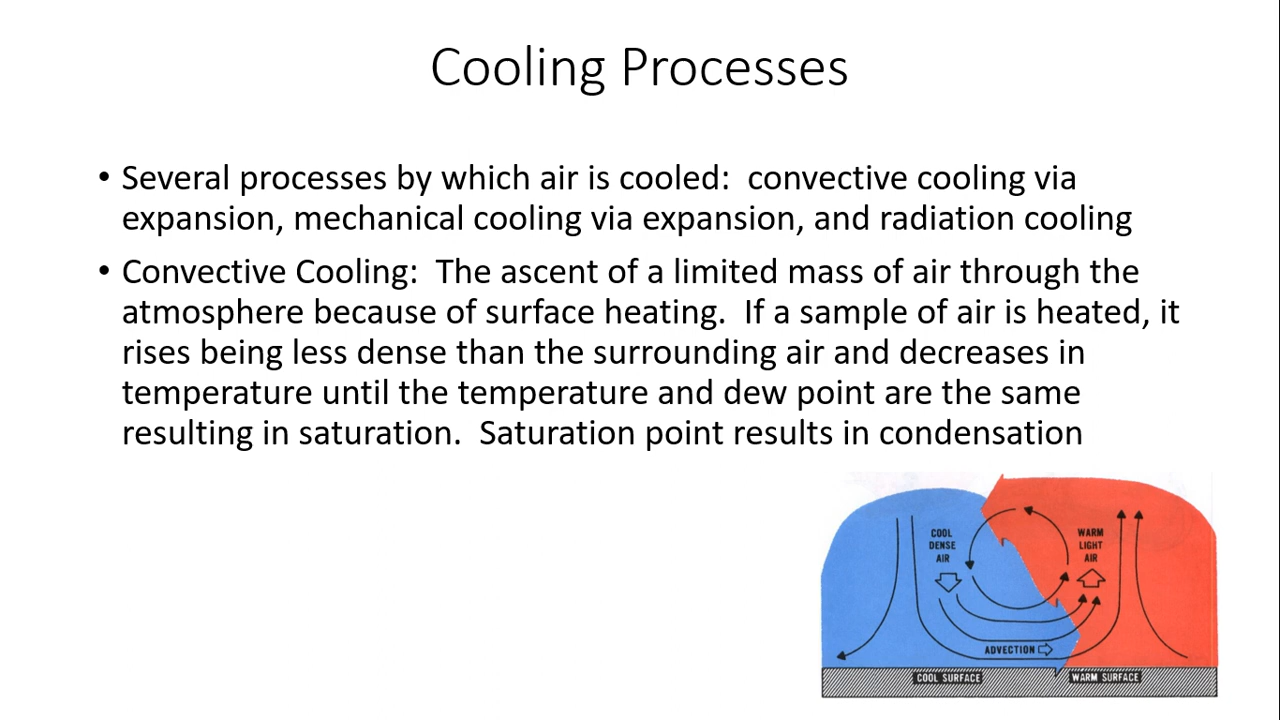 Cooling Processes
• Several processes by which air is cooled:  convective cooling via
expansion, mechanical cooling via expansion, and radiation cooling
• Convective Cooling:  The ascent of a limited mass of air through the
atmosphere because of surface heating.  If a sample of air is heated, it
rises being less dense than the surrounding air and decreases in
temperature until the temperature and dew point are the same
resulting in saturation.  Saturation point results in condensation
COOL
DENSE
AIR
WARM
LIGHT
AIR
ADVECTION
COOL SURFACE
WARM SURFACE